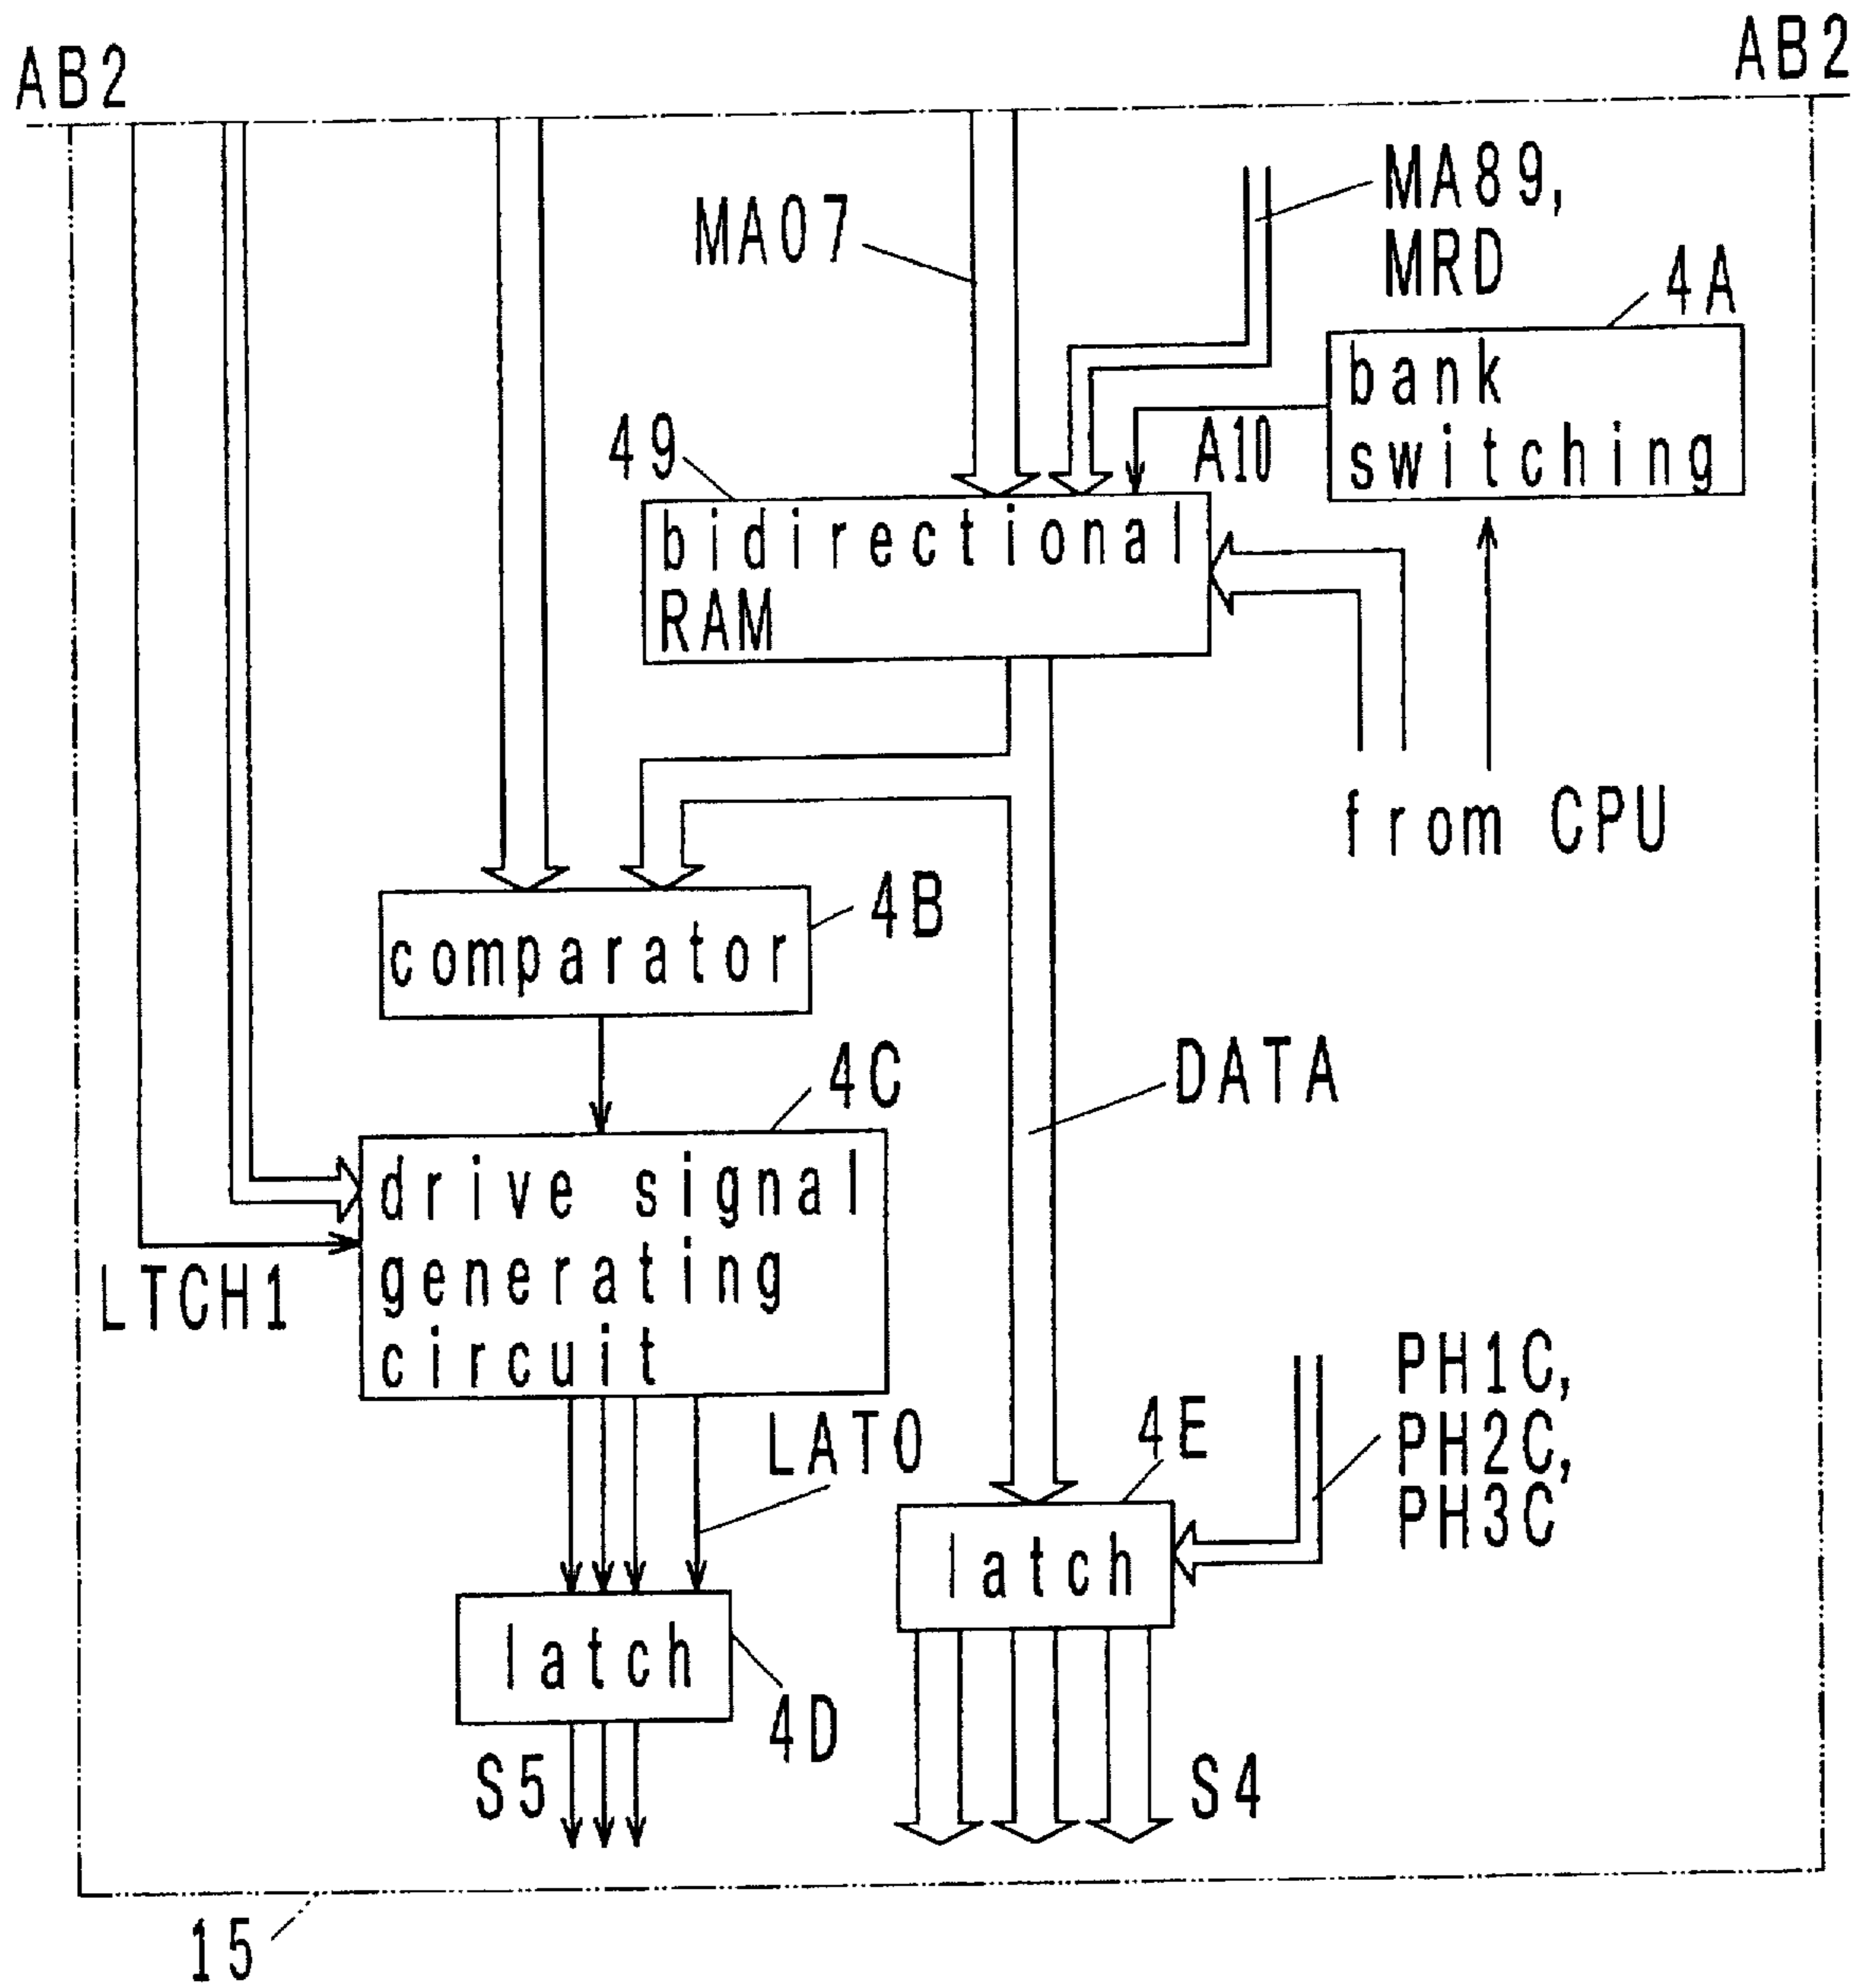 AB2
AB2
MA89,
MRD
MA07
4A
bank
switching
49
A10
bidirectional
RAM
from CPU
4B
comparator
DATA
4C
drive signal
generating
circuit
LTCH1
PH1C,
PH2C,
PH3C
LAT0
4E
latch
latch
4D
S5
S4
15